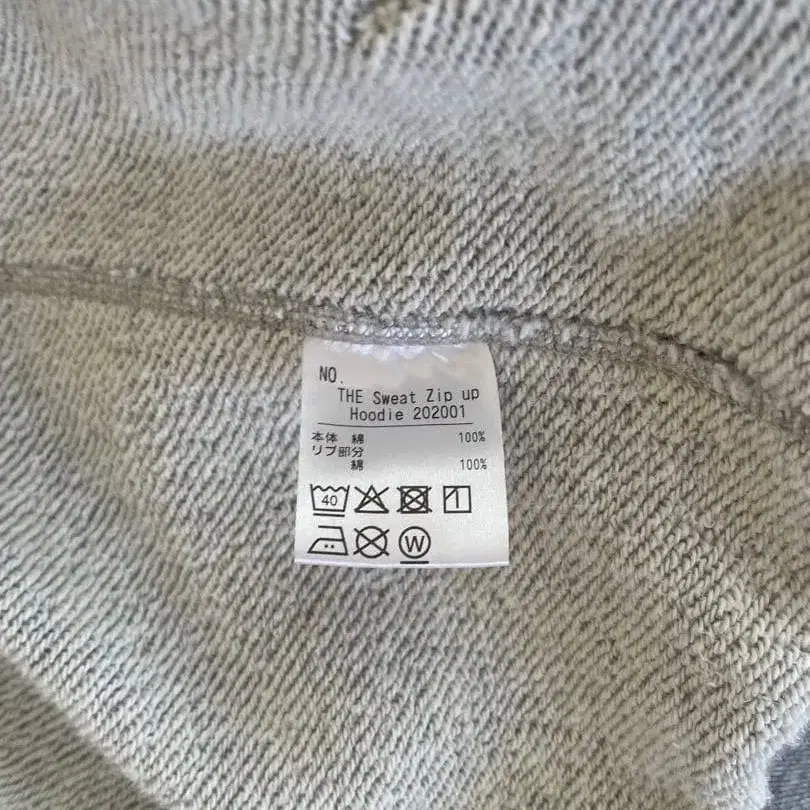 NO.
THE Sweat Zip up
Hoodie 202001
本体 綿 100%
リブ部分
綿 100%
40
W